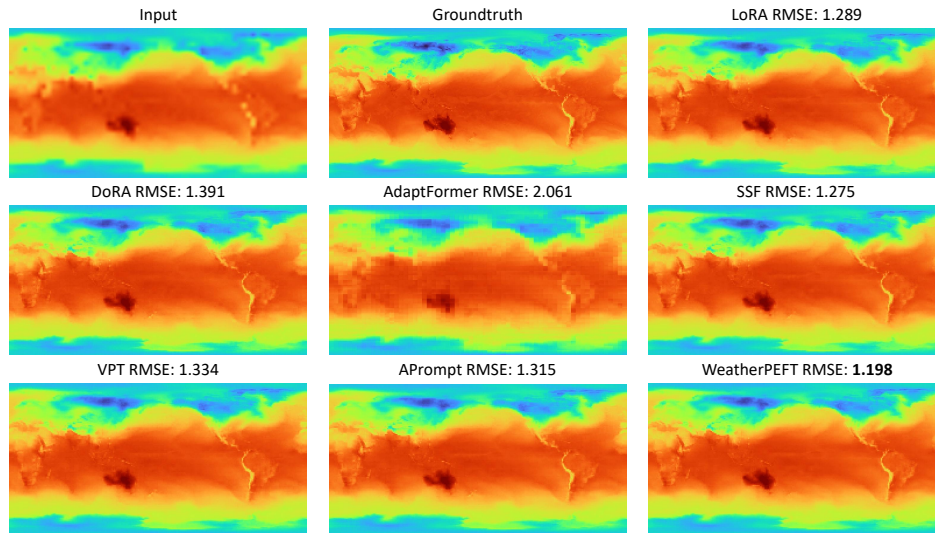 Input
Groundtruth
LoRA RMSE: 1.289
DoRA RMSE: 1.391
AdaptFormer RMSE: 2.061
SSF RMSE: 1.275
VPT RMSE: 1.334
APrompt RMSE: 1.315
WeatherPEFT RMSE: 1.198